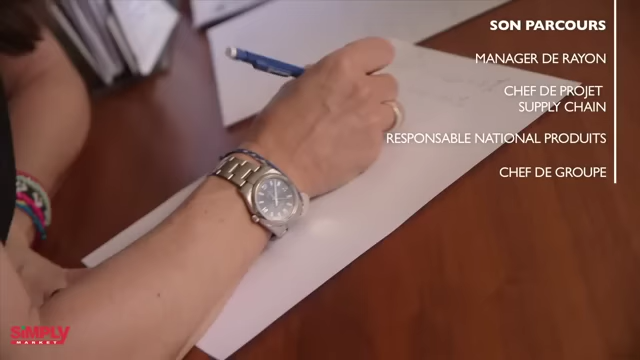 SON PARCOURS
MANAGER DE RAYON
CHEF DE PROJET
SUPPLY CHAIN
RESPONSABLE NATIONAL PRODUITS
CHEF DE GROUPE
SIMPLY
MARKET